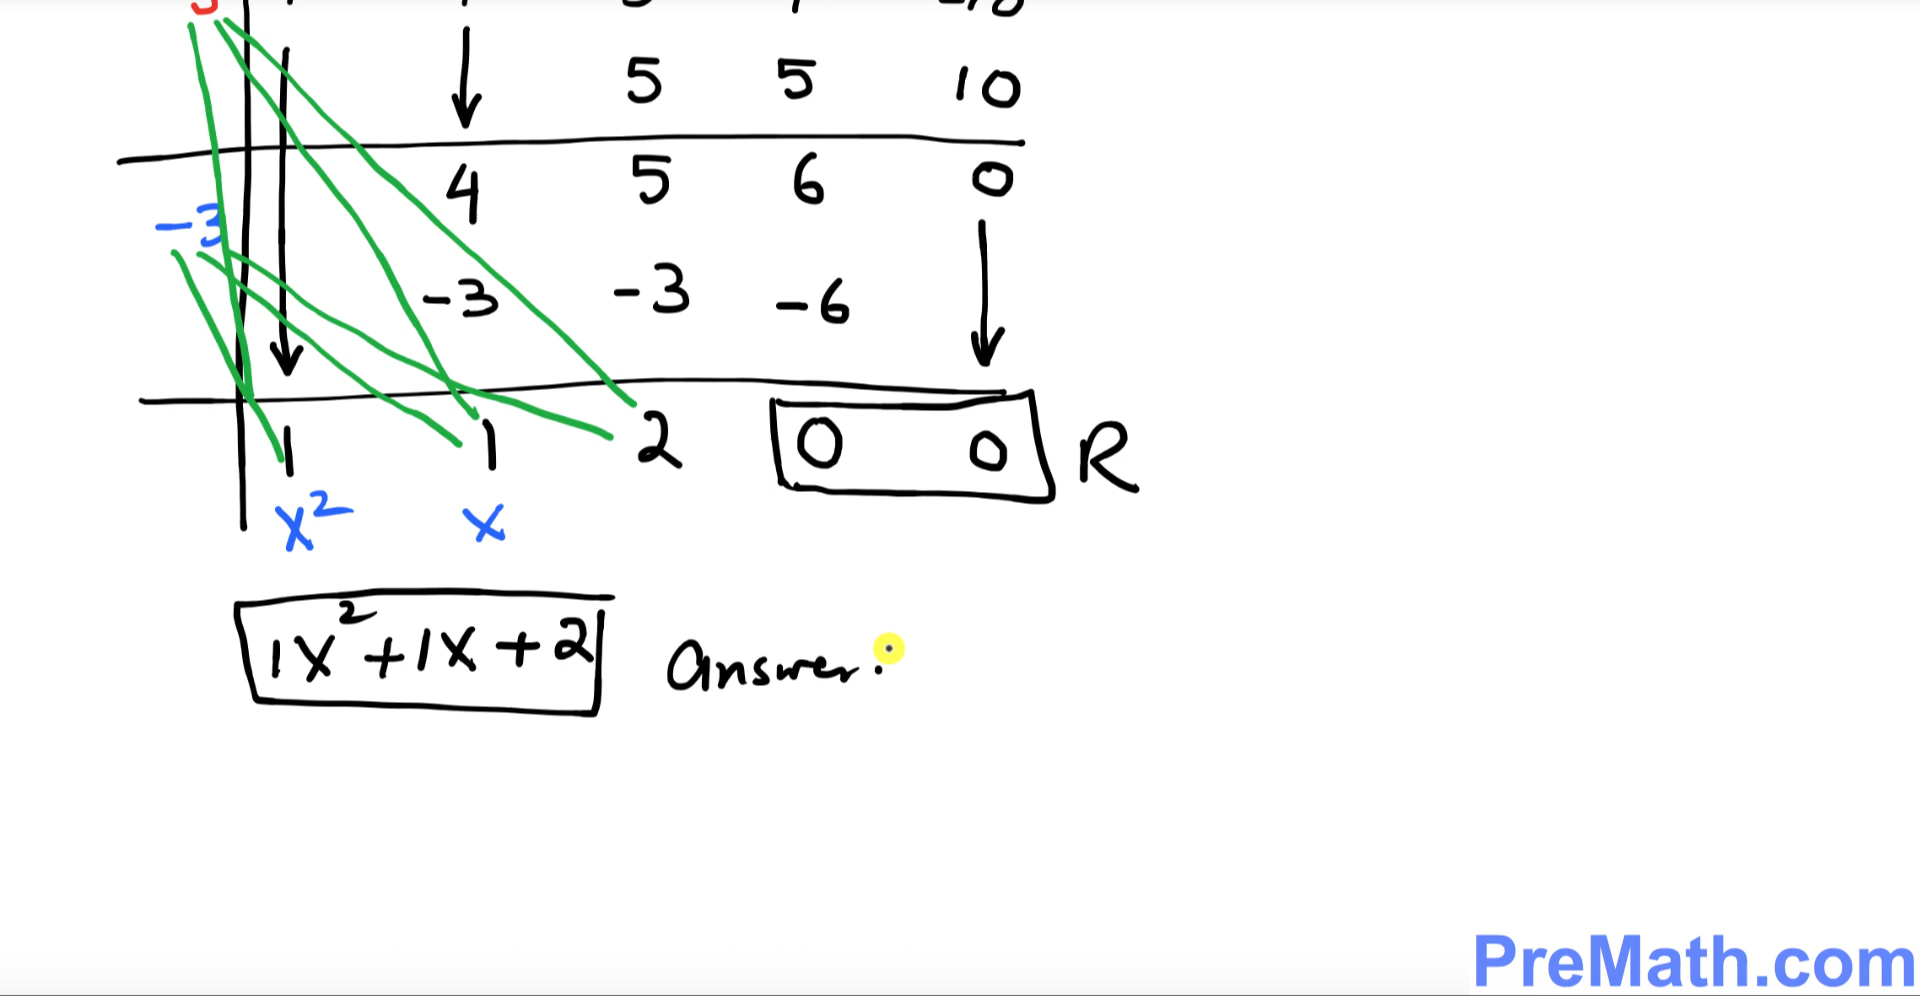 5 5 10
4 5 6 0
-3
-3 -3 -6
1 1 2 0 0 R
x² x
1x²+1x+2 Answer.
PreMath.com